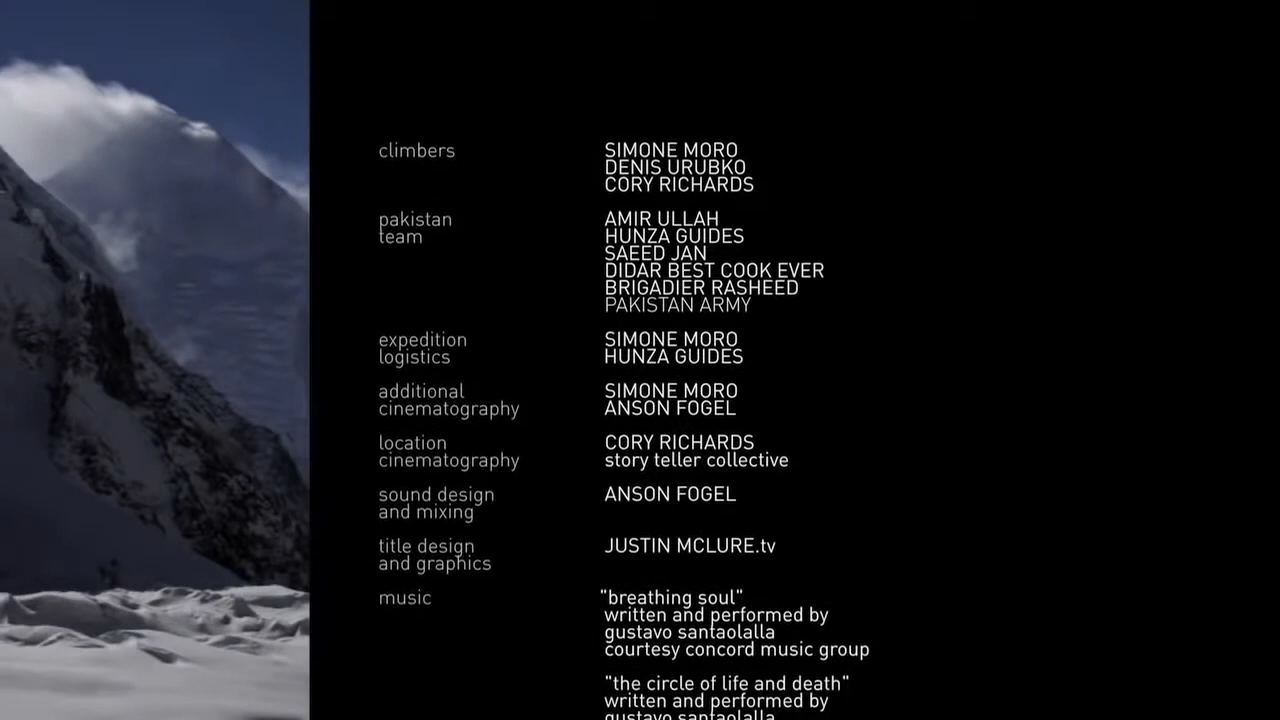 climbers SIMONE MORO
DENIS URUBKO
CORY RICHARDS
pakistan AMIR ULLAH
team HUNZA GUIDES
SAEED JAN
DIDAR BEST COOK EVER
BRIGADIER RASHEED
PAKISTAN ARMY
expedition SIMONE MORO
logistics HUNZA GUIDES
additional SIMONE MORO
cinematography ANSON FOGEL
location CORY RICHARDS
cinematography story teller collective
sound design ANSON FOGEL
and mixing
title design JUSTIN MCLURE.tv
and graphics
music "breathing soul"
written and performed by
gustavo santaolalla
courtesy concord music group
"the circle of life and death"
written and performed by
gustavo santaolalla